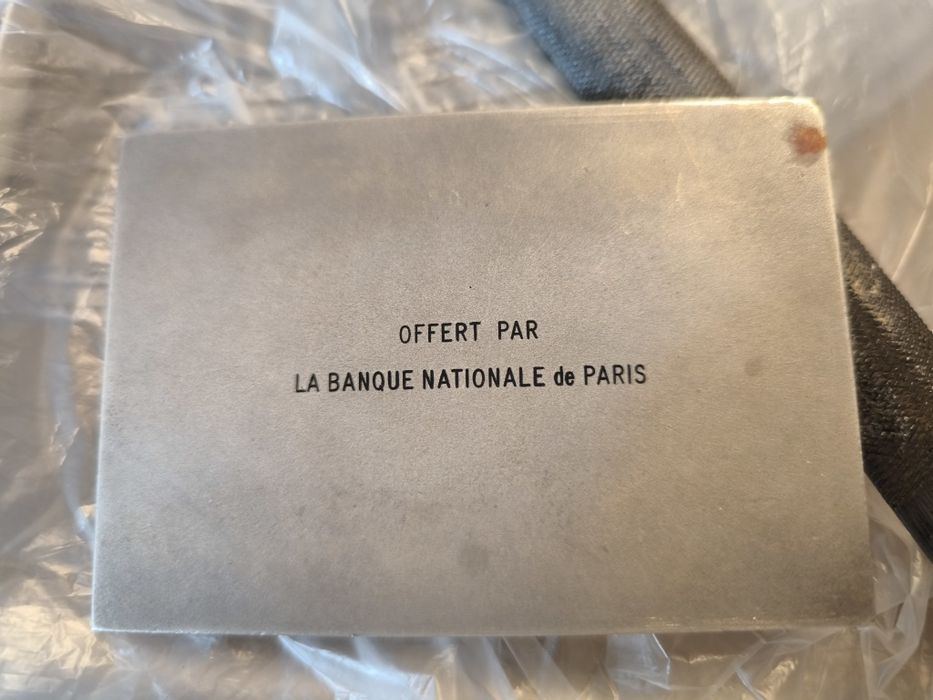 OFFERT PAR
LA BANQUE NATIONALE de PARIS